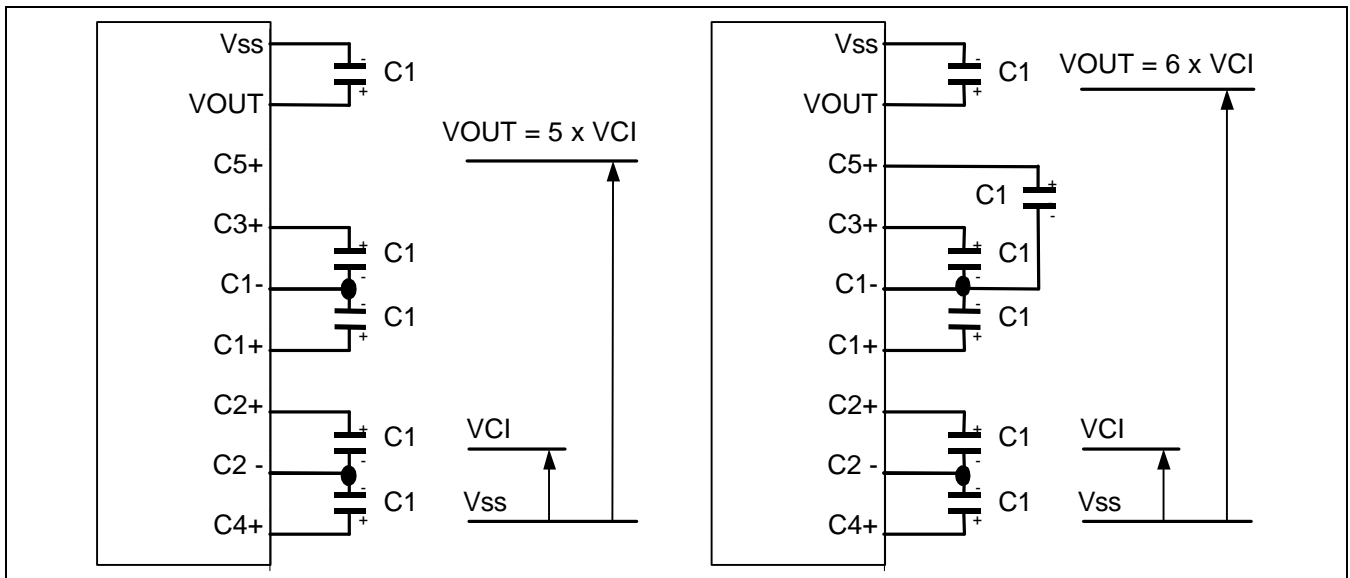 Vss
C1
VOUT
VOUT = 5 x VCI
C5+
C3+
C1
C1-
C1
C1+
C2+
C1
VCI
C2 -
C1
Vss
C4+
Vss
C1
VOUT = 6 x VCI
VOUT
C5+
C1
C3+
C1
C1-
C1
C1+
C2+
C1
VCI
C2 -
C1
Vss
C4+